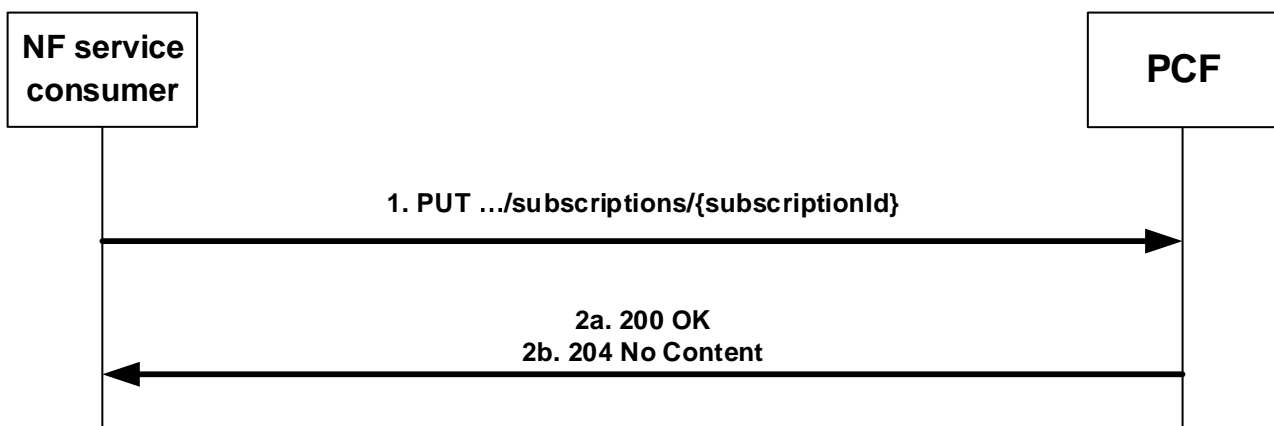 NF service
consumer
PCF
1. PUT …/subscriptions/{subscriptionId}
2a. 200 OK
2b. 204 No Content